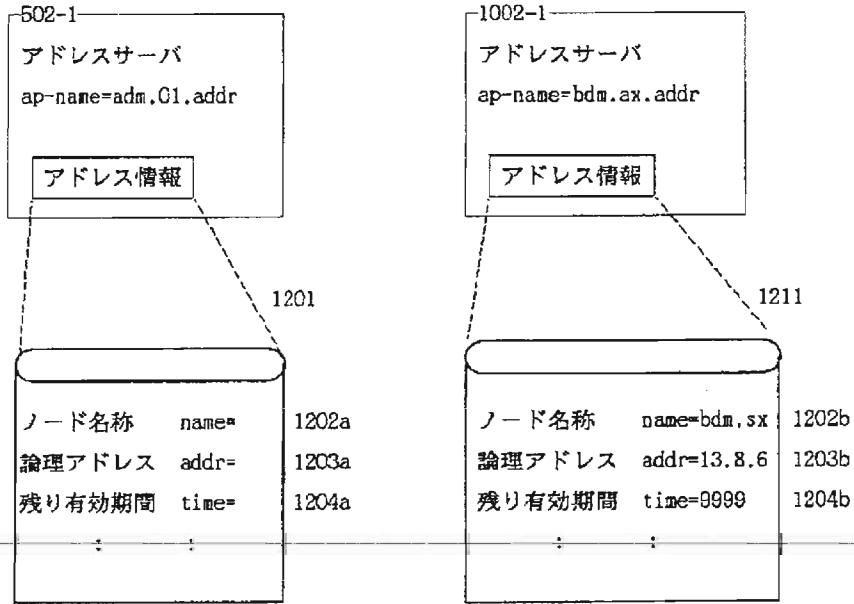 502-1
アドレスサーバ
ap-name=adm.01.addr
アドレス情報
1201
ノード名称 name= 1202a
論理アドレス addr= 1203a
残り有効期間 time= 1204a
: :
1002-1
アドレスサーバ
ap-name=bdm.ax.addr
アドレス情報
1211
ノード名称 name=bdm.sx 1202b
論理アドレス addr=13.8.6 1203b
残り有効期間 time=9999 1204b
: :